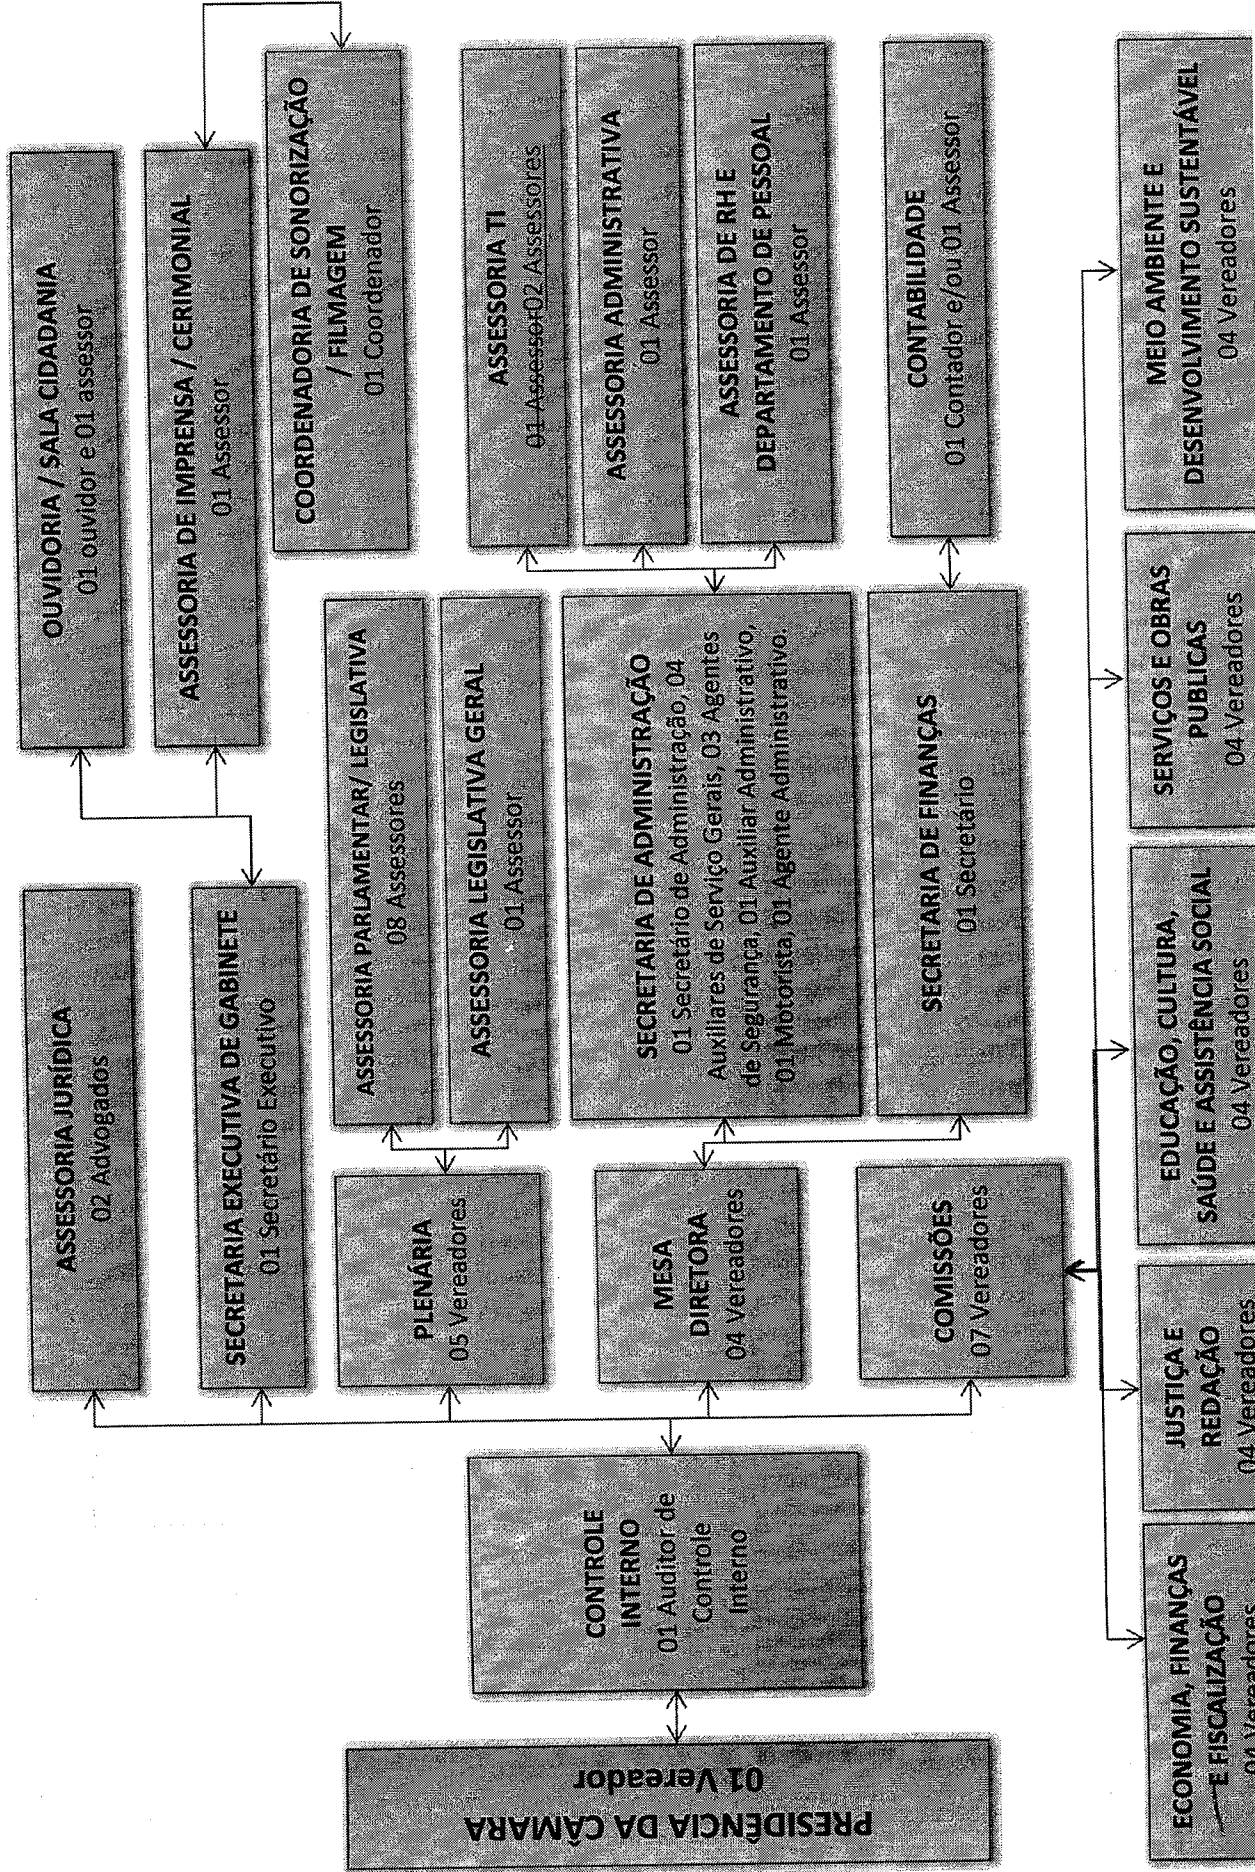 PRESIDÊNCIA DA CÂMARA
01 Vereador
CONTROLE
INTERNO
01 Auditor de
Controle
Interno
ASSESSORIA JURÍDICA
02 Advogados
SECRETARIA EXECUTIVA DE GABINETE
01 Secretário Executivo
OUVIDORIA / SALA CIDADANIA
01 ouvidor e 01 assessor
ASSESSORIA DE IMPRENSA / CERIMONIAL
01 Assessor
COORDENADORIA DE SONORIZAÇÃO
/ FILMAGEM
01 Coordenador
PLENÁRIA
05 Vereadores
ASSESSORIA PARLAMENTAR/ LEGISLATIVA
08 Assessores
ASSESSORIA LEGISLATIVA GERAL
01 Assessor
MESA
DIRETORA
04 Vereadores
SECRETARIA DE ADMINISTRAÇÃO
01 Secretário de Administração, 04
Auxiliares de Serviço Gerais, 03 Agentes
de Segurança, 01 Auxiliar Administrativo,
01 Motorista, 01 Agente Administrativo.
ASSESSORIA TI
01 Assessor02 Assessores
ASSESSORIA ADMINISTRATIVA
01 Assessor
ASSESSORIA DE RH E
DEPARTAMENTO DE PESSOAL
01 Assessor
SECRETARIA DE FINANÇAS
01 Secretário
CONTABILIDADE
01 Contador e/ou 01 Assessor
COMISSÕES
07 Vereadores
ECONOMIA, FINANÇAS
E FISCALIZAÇÃO
04 Vereadores
JUSTIÇA E
REDAÇÃO
04 Vereadores
EDUCAÇÃO, CULTURA,
SAÚDE E ASSISTÊNCIA SOCIAL
04 Vereadores
SERVIÇOS E OBRAS
PUBLICAS
04 Vereadores
MEIO AMBIENTE E
DESENVOLVIMENTO SUSTENTÁVEL
04 Vereadores